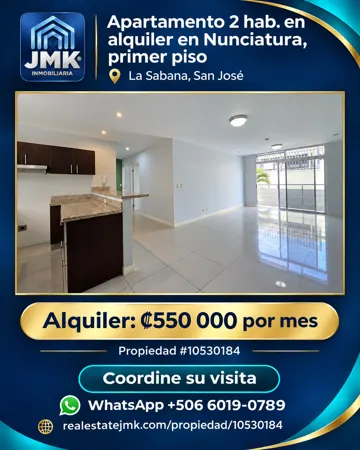 JMK
INMOBILIARIA
Apartamento 2 hab. en
alquiler en Nunciatura,
primer piso
La Sabana, San José
Alquiler: ₡550 000 por mes
Propiedad #10530184
Coordine su visita
WhatsApp +506 6019-0789
realestatejmk.com/propiedad/10530184